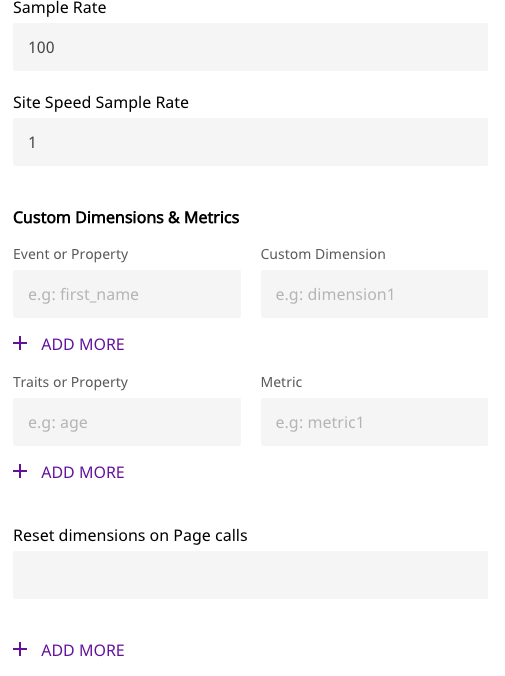 Sample Rate
100
Site Speed Sample Rate
1
Custom Dimensions & Metrics
Event or Property Custom Dimension
e.g: first_name e.g: dimension1
+ ADD MORE
Traits or Property Metric
e.g: age e.g: metric1
+ ADD MORE
Reset dimensions on Page calls
+ ADD MORE